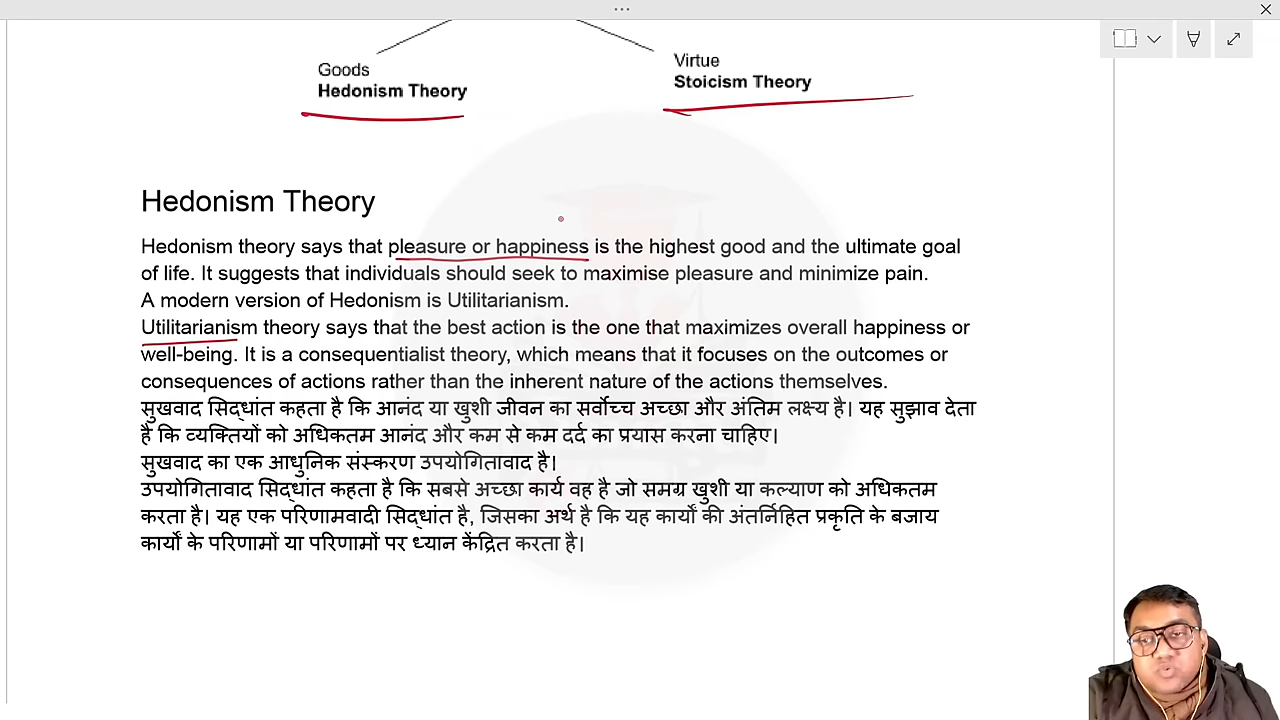 Goods
Hedonism Theory
Virtue
Stoicism Theory
Hedonism Theory
Hedonism theory says that pleasure or happiness is the highest good and the ultimate goal
of life. It suggests that individuals should seek to maximise pleasure and minimize pain.
A modern version of Hedonism is Utilitarianism.
Utilitarianism theory says that the best action is the one that maximizes overall happiness or
well-being. It is a consequentialist theory, which means that it focuses on the outcomes or
consequences of actions rather than the inherent nature of the actions themselves.
सुखवाद सिद्धांत कहता है कि आनंद या खुशी जीवन का सर्वोच्च अच्छा और अंतिम लक्ष्य है। यह सुझाव देता
है कि व्यक्तियों को अधिकतम आनंद और कम से कम दर्द का प्रयास करना चाहिए।
सुखवाद का एक आधुनिक संस्करण उपयोगितावाद है।
उपयोगितावाद सिद्धांत कहता है कि सबसे अच्छा कार्य वह है जो समग्र खुशी या कल्याण को अधिकतम
करता है। यह एक परिणामवादी सिद्धांत है, जिसका अर्थ है कि यह कार्यों की अंतर्निहित प्रकृति के बजाय
कार्यों के परिणामों या परिणामों पर ध्यान केंद्रित करता है।